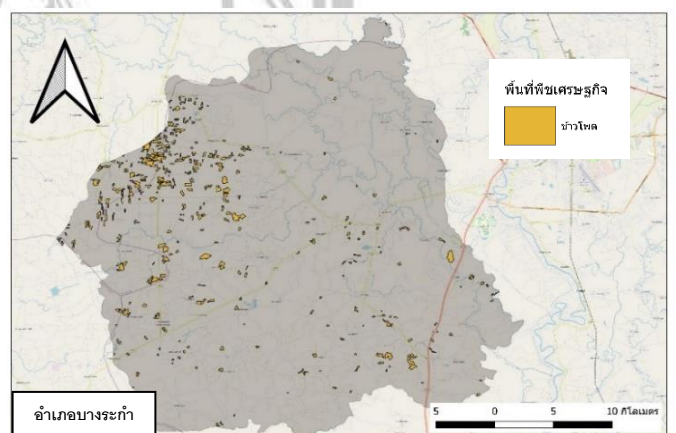 พื้นที่พืชเศรษฐกิจ
ข้าวโพด
อำเภอบางระกำ
5 0 5 10 กิโลเมตร